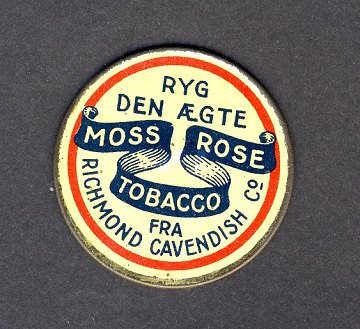 RYG
DEN ÆGTE
MOSS ROSE
TOBACCO
FRA
RICHMOND CAVENDISH Cº